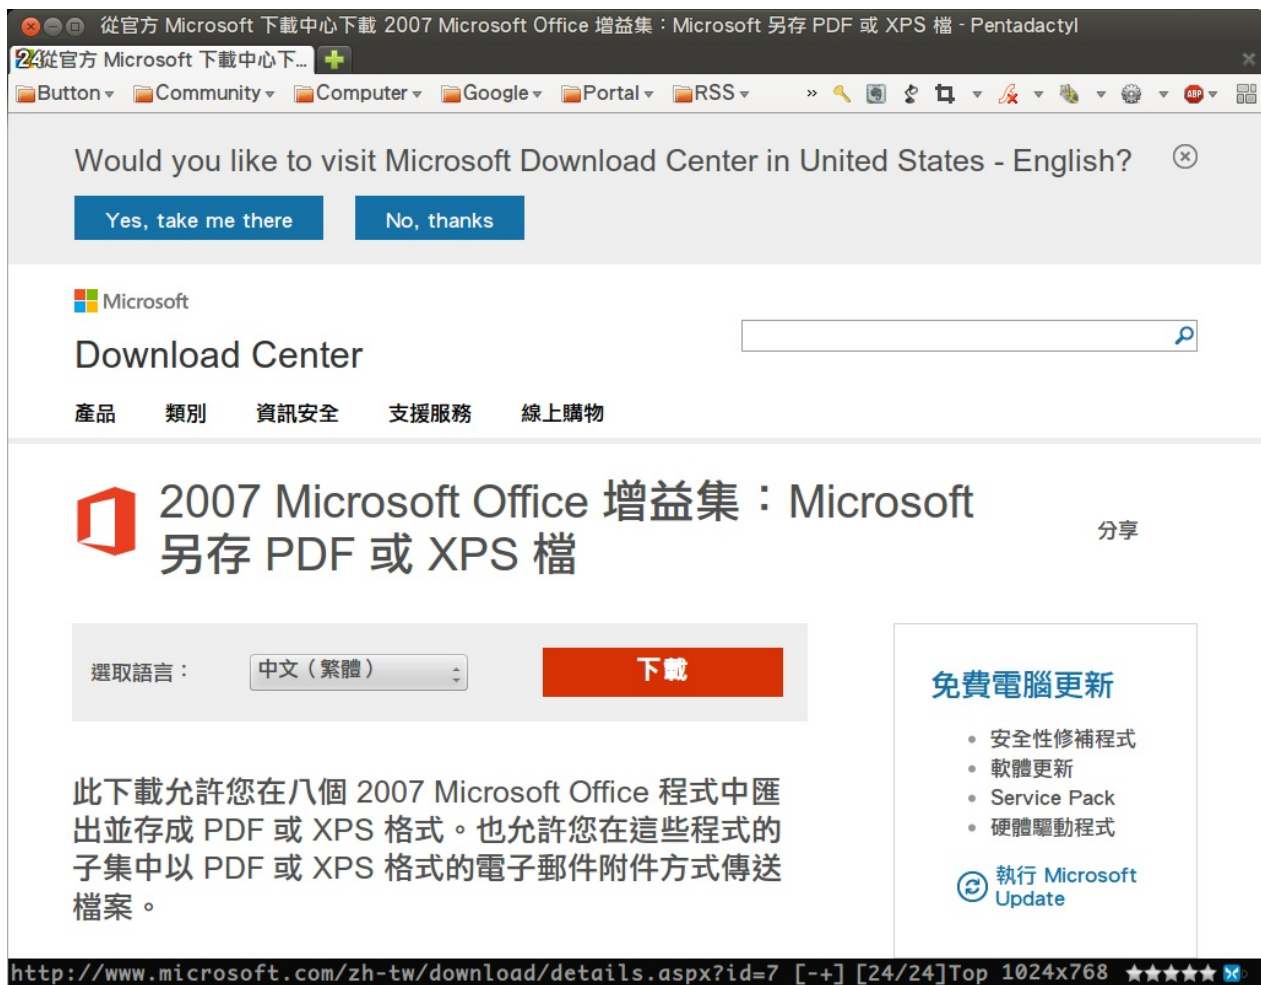 從官方 Microsoft 下載中心下載 2007 Microsoft Office 增益集：Microsoft 另存 PDF 或 XPS 檔 - Pentadactyl
24 從官方 Microsoft 下載中心下...
Button Community Computer Google Portal RSS » ABP
Would you like to visit Microsoft Download Center in United States - English?
Yes, take me there No, thanks
Microsoft
Download Center
產品 類別 資訊安全 支援服務 線上購物
2007 Microsoft Office 增益集：Microsoft
另存 PDF 或 XPS 檔
分享
選取語言： 中文（繁體） 下載
此下載允許您在八個 2007 Microsoft Office 程式中匯
出並存成 PDF 或 XPS 格式。也允許您在這些程式的
子集中以 PDF 或 XPS 格式的電子郵件附件方式傳送
檔案。
免費電腦更新
安全性修補程式
軟體更新
Service Pack
硬體驅動程式
執行 Microsoft
Update
http://www.microsoft.com/zh-tw/download/details.aspx?id=7 [-+] [24/24]Top 1024x768 ★★★★★